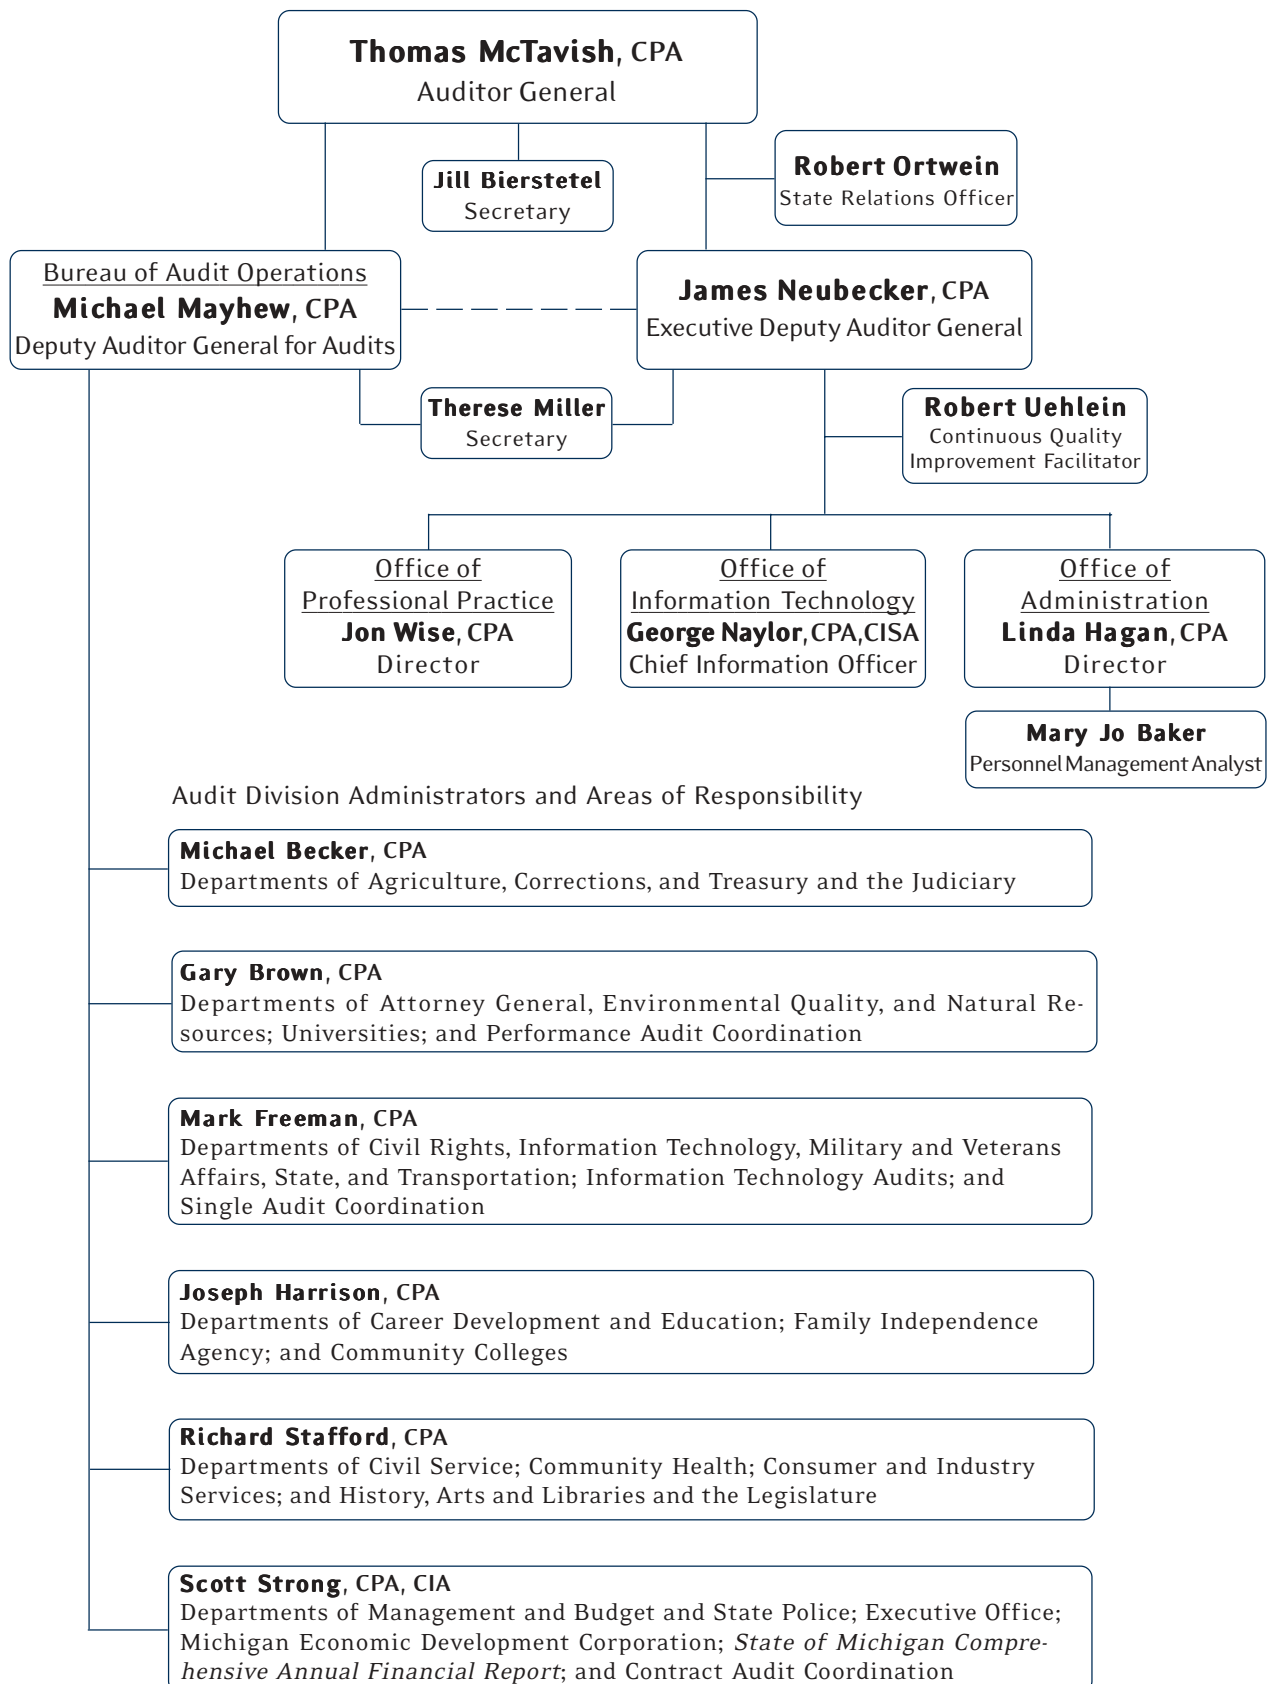 Thomas McTavish, CPA
Auditor General
Jill Bierstetel
Secretary
Robert Ortwein
State Relations Officer
Bureau of Audit Operations
Michael Mayhew, CPA
Deputy Auditor General for Audits
James Neubecker, CPA
Executive Deputy Auditor General
Therese Miller
Secretary
Robert Uehlein
Continuous Quality
Improvement Facilitator
Office of
Professional Practice
Jon Wise, CPA
Director
Office of
Information Technology
George Naylor, CPA, CISA
Chief Information Officer
Office of
Administration
Linda Hagan, CPA
Director
Mary Jo Baker
Personnel Management Analyst
Audit Division Administrators and Areas of Responsibility
Michael Becker, CPA
Departments of Agriculture, Corrections, and Treasury and the Judiciary
Gary Brown, CPA
Departments of Attorney General, Environmental Quality, and Natural Re-
sources; Universities; and Performance Audit Coordination
Mark Freeman, CPA
Departments of Civil Rights, Information Technology, Military and Veterans
Affairs, State, and Transportation; Information Technology Audits; and
Single Audit Coordination
Joseph Harrison, CPA
Departments of Career Development and Education; Family Independence
Agency; and Community Colleges
Richard Stafford, CPA
Departments of Civil Service; Community Health; Consumer and Industry
Services; and History, Arts and Libraries and the Legislature
Scott Strong, CPA, CIA
Departments of Management and Budget and State Police; Executive Office;
Michigan Economic Development Corporation; State of Michigan Compre-
hensive Annual Financial Report; and Contract Audit Coordination